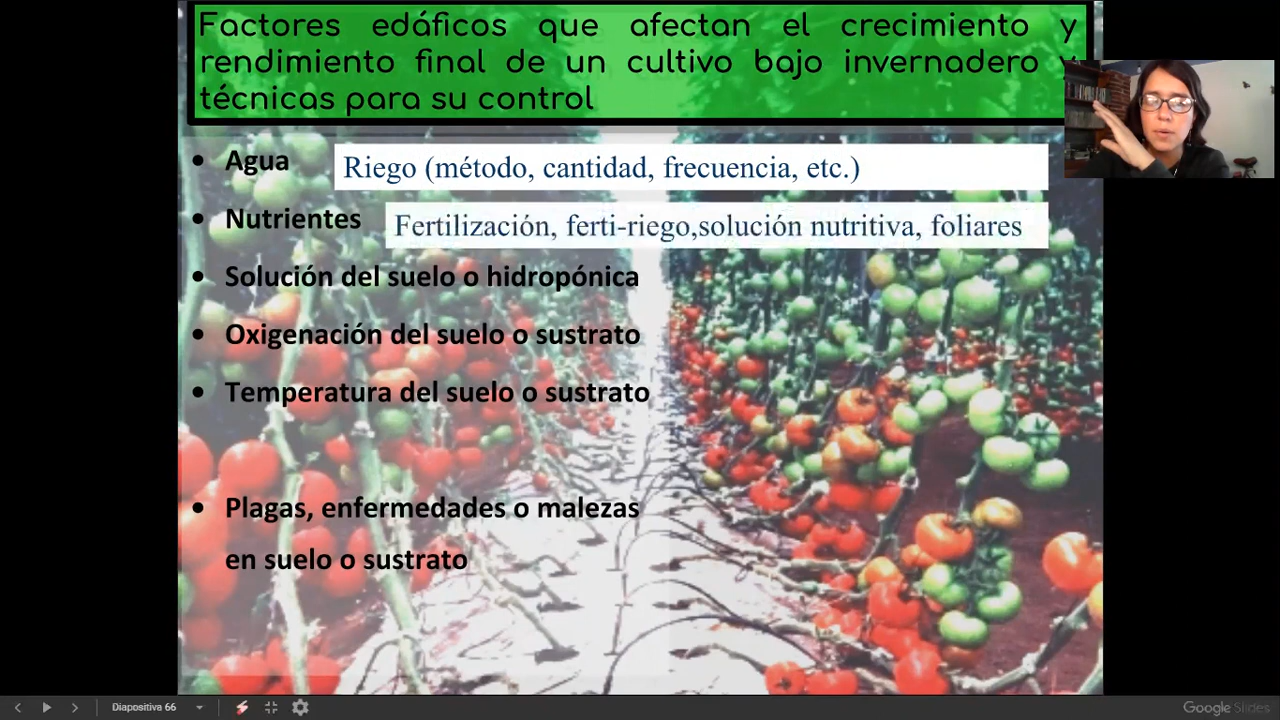 Factores edáficos que afectan el crecimiento y
rendimiento final de un cultivo bajo invernadero y
técnicas para su control
• Agua
Riego (método, cantidad, frecuencia, etc.)
• Nutrientes
Fertilización, ferti-riego,solución nutritiva, foliares
• Solución del suelo o hidropónica
• Oxigenación del suelo o sustrato
• Temperatura del suelo o sustrato
• Plagas, enfermedades o malezas
en suelo o sustrato
Diapositiva 66
Google Slides